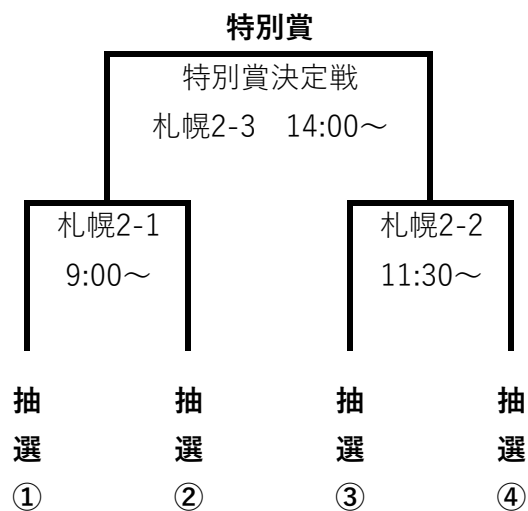 特別賞
特別賞決定戦
札幌2-3　14:00～
札幌2-1
9:00～
札幌2-2
11:30～
抽選①
抽選②
抽選③
抽選④